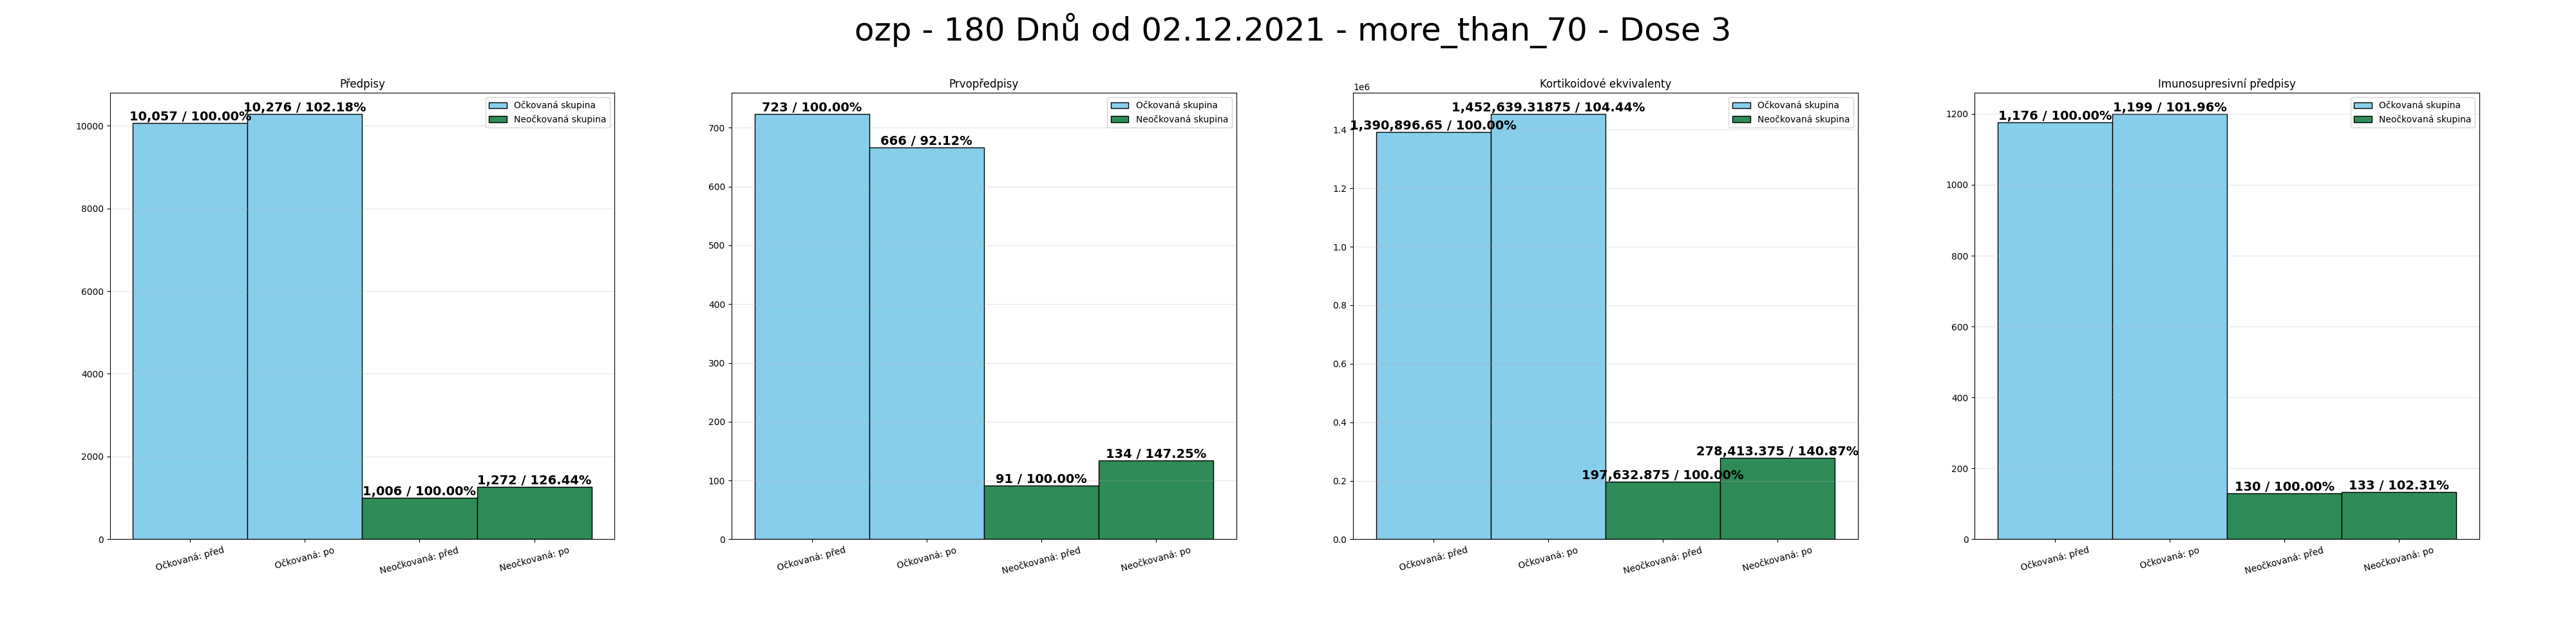 ozp - 180 Dnů od 02.12.2021 - more_than_70 - Dose 3
Předpisy
10,057 / 100.00%
10,276 / 102.18%
1,006 / 100.00%
1,272 / 126.44%
Očkovaná skupina
Neočkovaná skupina
10000
8000
6000
4000
2000
0
Očkovaná: před
Očkovaná: po
Neočkovaná: před
Neočkovaná: po
Prvopředpisy
723 / 100.00%
666 / 92.12%
91 / 100.00%
134 / 147.25%
Očkovaná skupina
Neočkovaná skupina
700
600
500
400
300
200
100
0
Očkovaná: před
Očkovaná: po
Neočkovaná: před
Neočkovaná: po
Kortikoidové ekvivalenty
1e6
1,390,896.65 / 100.00%
1,452,639.31875 / 104.44%
197,632.875 / 100.00%
278,413.375 / 140.87%
Očkovaná skupina
Neočkovaná skupina
1.4
1.2
1.0
0.8
0.6
0.4
0.2
0.0
Očkovaná: před
Očkovaná: po
Neočkovaná: před
Neočkovaná: po
Imunosupresivní předpisy
1,176 / 100.00%
1,199 / 101.96%
130 / 100.00%
133 / 102.31%
Očkovaná skupina
Neočkovaná skupina
1200
1000
800
600
400
200
0
Očkovaná: před
Očkovaná: po
Neočkovaná: před
Neočkovaná: po